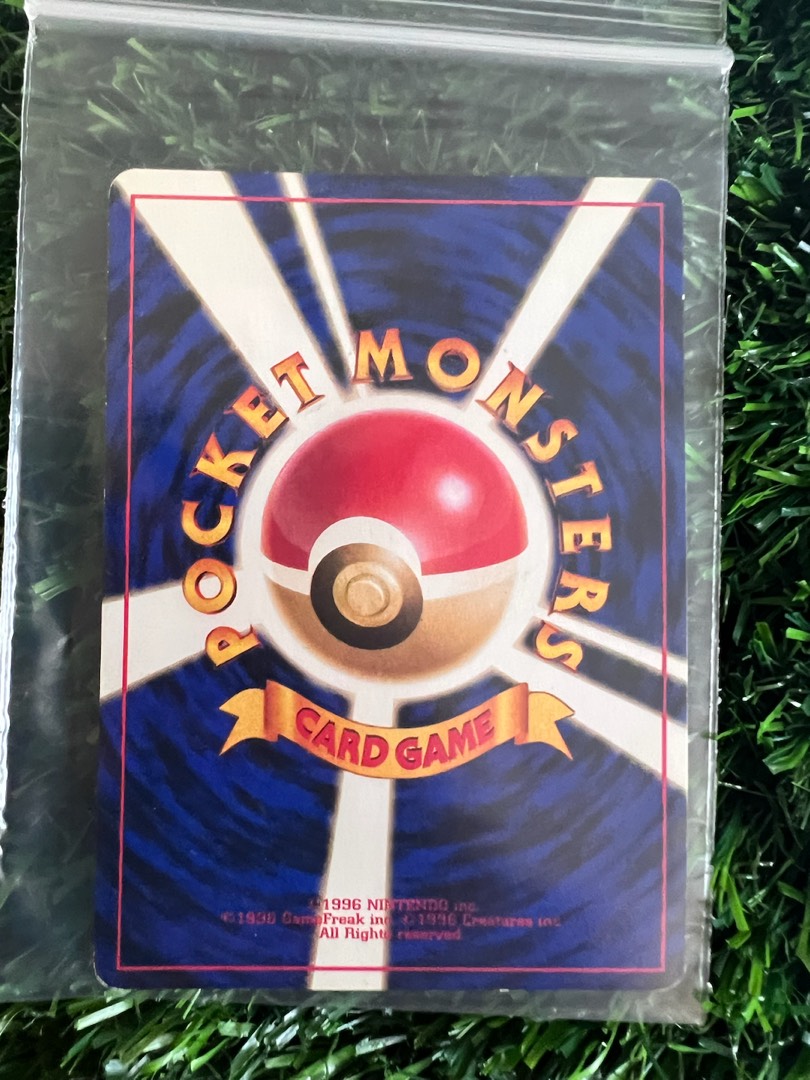 POCKET MONSTERS
CARD GAME
©1996 NINTENDO inc.
©1996 GameFreak inc. ©1996 Creatures inc.
All Rights reserved